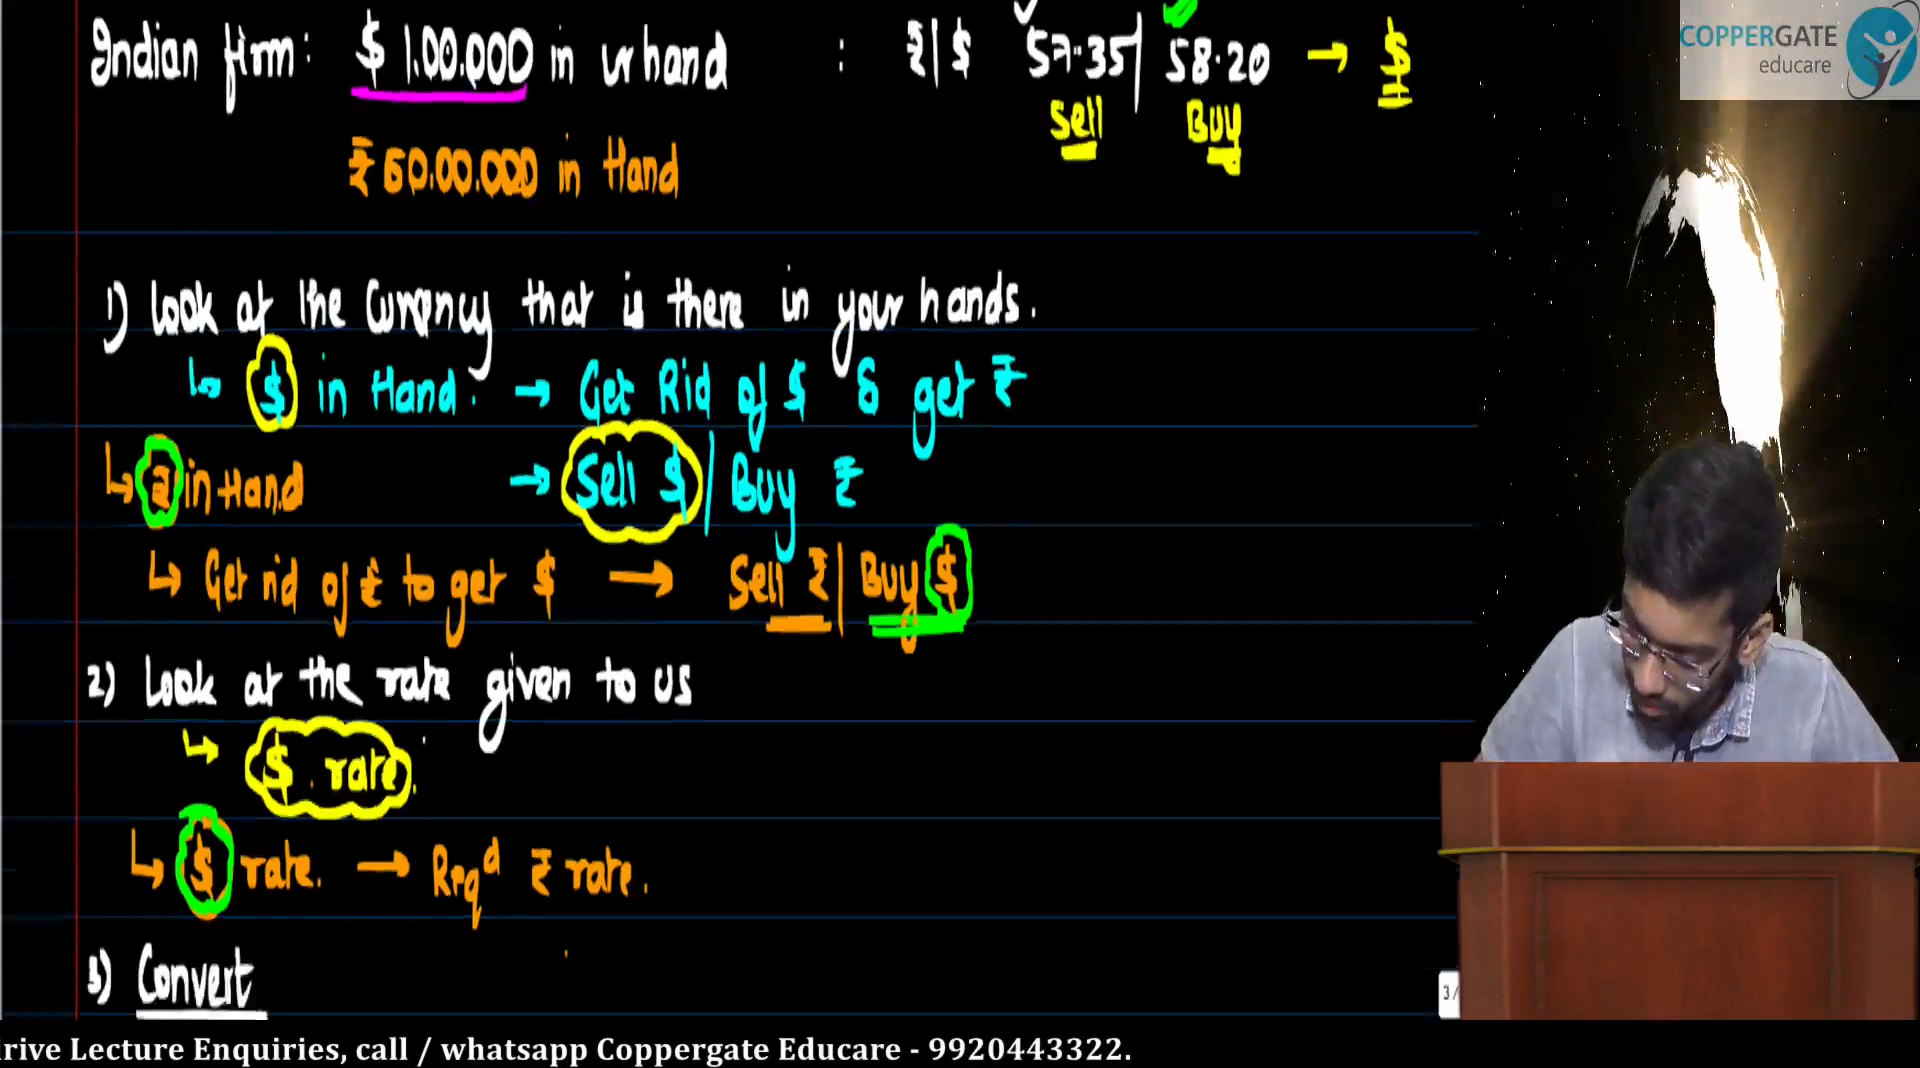 Indian firm: $ 1.00.000 in ur hand : ₹|$ 57.35| 58.20 → $
Sell Buy
₹60.00.000 in Hand
COPPERGATE
educare
1) Look at the Currency that is there in your hands.
↳ $ in Hand. → Get Rid of $ & get ₹
↳ ₹ in Hand → Sell $ | Buy ₹
↳ Get rid of ₹ to get $ → Sell ₹ | Buy $
2) Look at the rate given to us
↳ $ rate.
↳ $ rate. → Reqd ₹ rate.
3) Convert
3/
rive Lecture Enquiries, call / whatsapp Coppergate Educare - 9920443322.